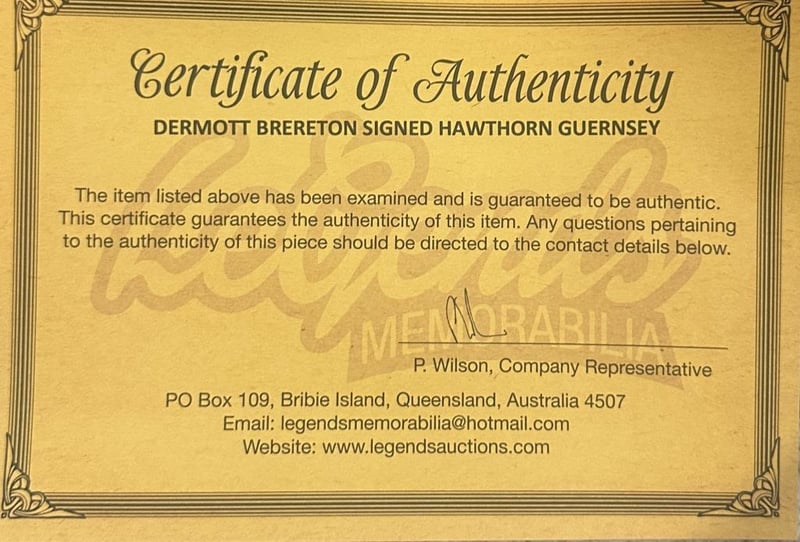 Certificate of Authenticity
DERMOTT BRERETON SIGNED HAWTHORN GUERNSEY
Legends
MEMORABILIA
The item listed above has been examined and is guaranteed to be authentic.
This certificate guarantees the authenticity of this item. Any questions pertaining
to the authenticity of this piece should be directed to the contact details below.
P. Wilson, Company Representative
PO Box 109, Bribie Island, Queensland, Australia 4507
Email: legendsmemorabilia@hotmail.com
Website: www.legendsauctions.com